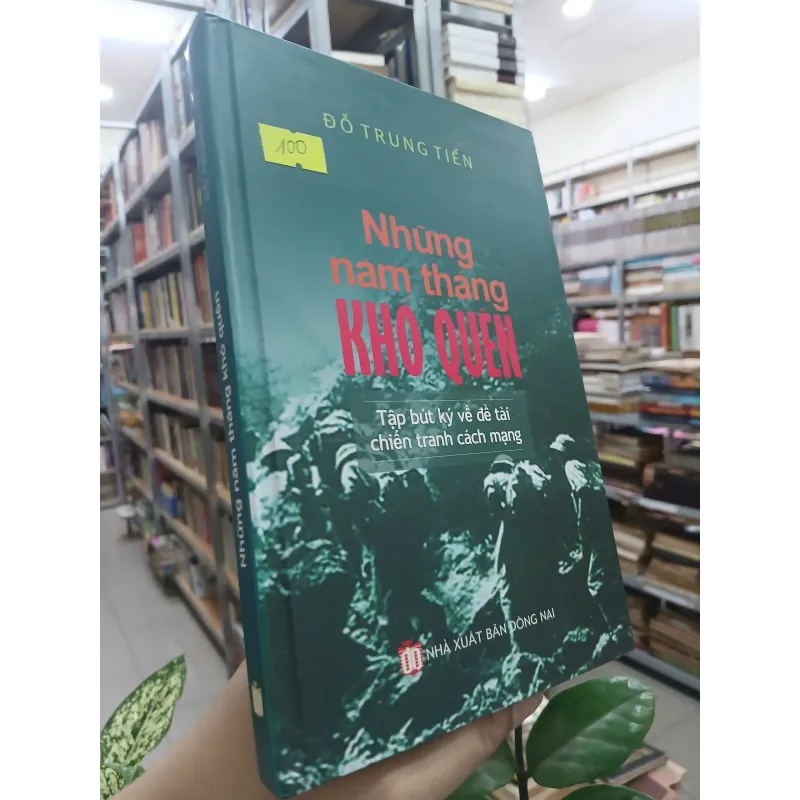 ĐỖ TRUNG TIẾN
100
Những
năm tháng
KHÓ QUÊN
Tập bút ký về đề tài
chiến tranh cách mạng
NHÀ XUẤT BẢN ĐỒNG NAI
Những năm tháng khó quên